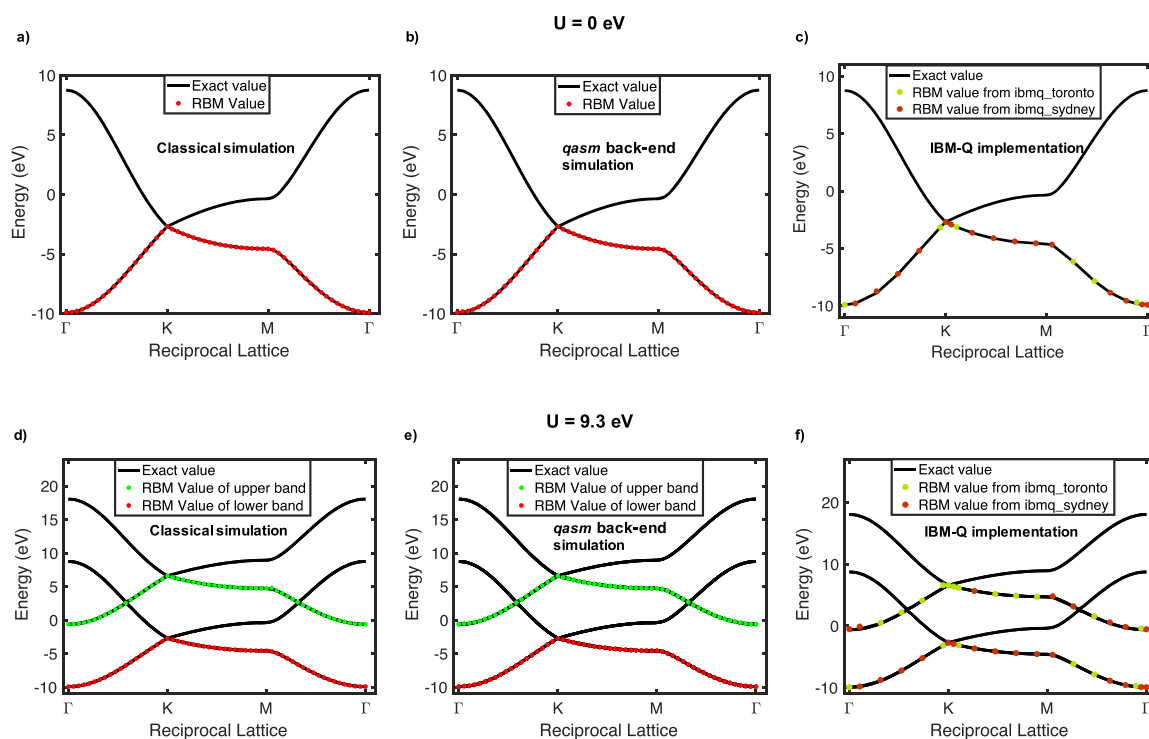 U = 0 eV
a)
10
5
0
-5
-10
Energy (eV)
Exact value
RBM Value
Classical simulation
Γ K M Γ
Reciprocal Lattice
b)
10
5
0
-5
-10
Energy (eV)
Exact value
RBM Value
qasm back-end
simulation
Γ K M Γ
Reciprocal Lattice
c)
10
5
0
-5
-10
Energy (eV)
Exact value
RBM value from ibmq_toronto
RBM value from ibmq_sydney
IBM-Q implementation
Γ K M Γ
Reciprocal Lattice
U = 9.3 eV
d)
20
15
10
5
0
-5
-10
Energy (eV)
Exact value
RBM Value of upper band
RBM Value of lower band
Classical simulation
Γ K M Γ
Reciprocal Lattice
e)
20
15
10
5
0
-5
-10
Energy (eV)
Exact value
RBM Value of upper band
RBM Value of lower band
qasm back-end
simulation
Γ K M Γ
Reciprocal Lattice
f)
20
10
0
-10
Energy (eV)
Exact value
RBM value from ibmq_toronto
RBM value from ibmq_sydney
IBM-Q implementation
Γ K M Γ
Reciprocal Lattice